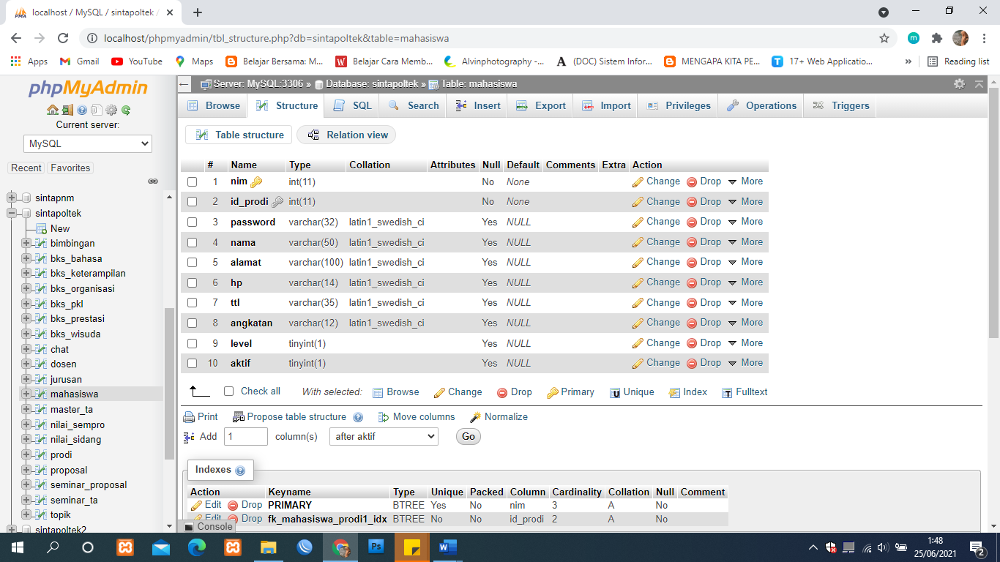 localhost / MySQL / sintapoltek /
localhost/phpmyadmin/tbl_structure.php?db=sintapoltek&table=mahasiswa
Apps Gmail YouTube Maps Belajar Bersama: M... Belajar Cara Memb... Alvinphotography -... (DOC) Sistem Infor... MENGAPA KITA PE... 17+ Web Applicatio... » Reading list
phpMyAdmin
Current server:
MySQL
Recent Favorites
sintapnm
sintapoltek
New
bimbingan
bks_bahasa
bks_keterampilan
bks_organisasi
bks_pkl
bks_prestasi
bks_wisuda
chat
dosen
jurusan
mahasiswa
master_ta
nilai_sempro
nilai_sidang
prodi
proposal
seminar_proposal
seminar_ta
topik
sintapoltek2
Server: MySQL:3306 » Database: sintapoltek » Table: mahasiswa
Browse Structure SQL Search Insert Export Import Privileges Operations Triggers
Table structure Relation view
# Name Type Collation Attributes Null Default Comments Extra Action
1 nim int(11) No None Change Drop More
2 id_prodi int(11) No None Change Drop More
3 password varchar(32) latin1_swedish_ci Yes NULL Change Drop More
4 nama varchar(50) latin1_swedish_ci Yes NULL Change Drop More
5 alamat varchar(100) latin1_swedish_ci Yes NULL Change Drop More
6 hp varchar(14) latin1_swedish_ci Yes NULL Change Drop More
7 ttl varchar(35) latin1_swedish_ci Yes NULL Change Drop More
8 angkatan varchar(12) latin1_swedish_ci Yes NULL Change Drop More
9 level tinyint(1) Yes NULL Change Drop More
10 aktif tinyint(1) Yes NULL Change Drop More
Check all With selected: Browse Change Drop Primary Unique Index Fulltext
Print Propose table structure Move columns Normalize
Add 1 column(s) after aktif Go
Indexes
Action Keyname Type Unique Packed Column Cardinality Collation Null Comment
Edit Drop PRIMARY BTREE Yes No nim 3 A No
Edit Drop fk_mahasiswa_prodi1_idx BTREE No No id_prodi 2 A No
Console
1:48
25/06/2021
2